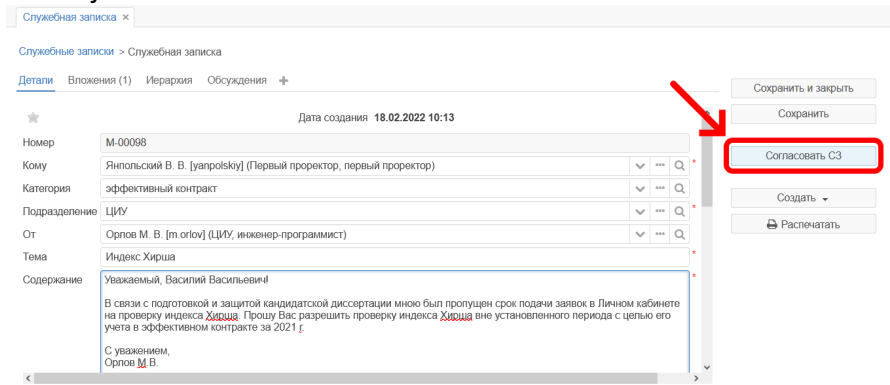 Служебная записка ×
Служебные записки > Служебная записка
Детали Вложения (1) Иерархия Обсуждения +
Сохранить и закрыть
Дата создания 18.02.2022 10:13
Сохранить
Номер М-00098
Согласовать СЗ
Кому Янпольский В. В. [yanpolskiy] (Первый проректор, первый проректор) *
Категория эффективный контракт
Создать
Подразделение ЦИУ *
Распечатать
От Орлов М. В. [m.orlov] (ЦИУ, инженер-программист)
Тема Индекс Хирша *
Содержание Уважаемый, Василий Васильевич! *
В связи с подготовкой и защитой кандидатской диссертации мною был пропущен срок подачи заявок в Личном кабинете
на проверку индекса Хирша. Прошу Вас разрешить проверку индекса Хирша вне установленного периода с целью его
учета в эффективном контракте за 2021 г.
С уважением,
Орлов М.В.